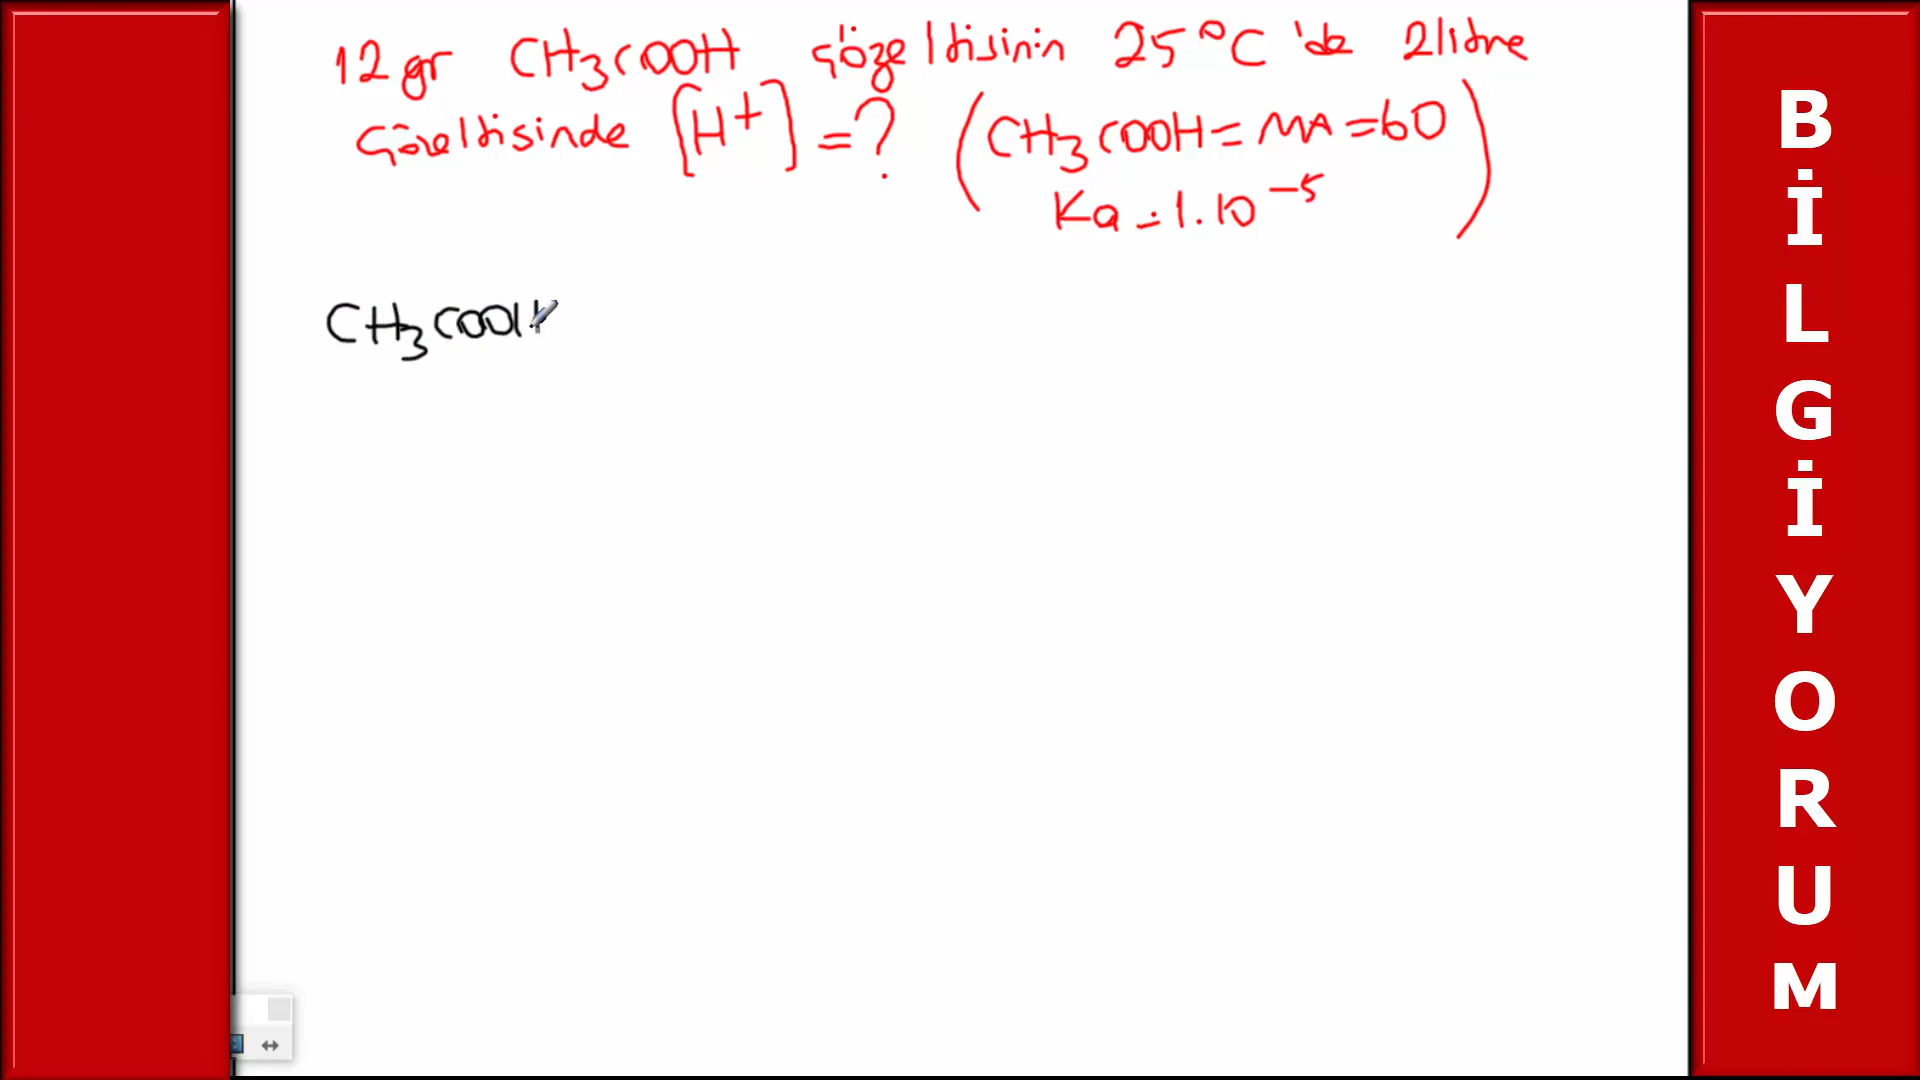 12 gr CH3COOH çözeltisinin 25°C 'de 2 litre
Çözeltisinde [H+] = ? (CH3COOH = MA = 60
Ka = 1.10^-5)
CH3COOH
BİLGİYORUM